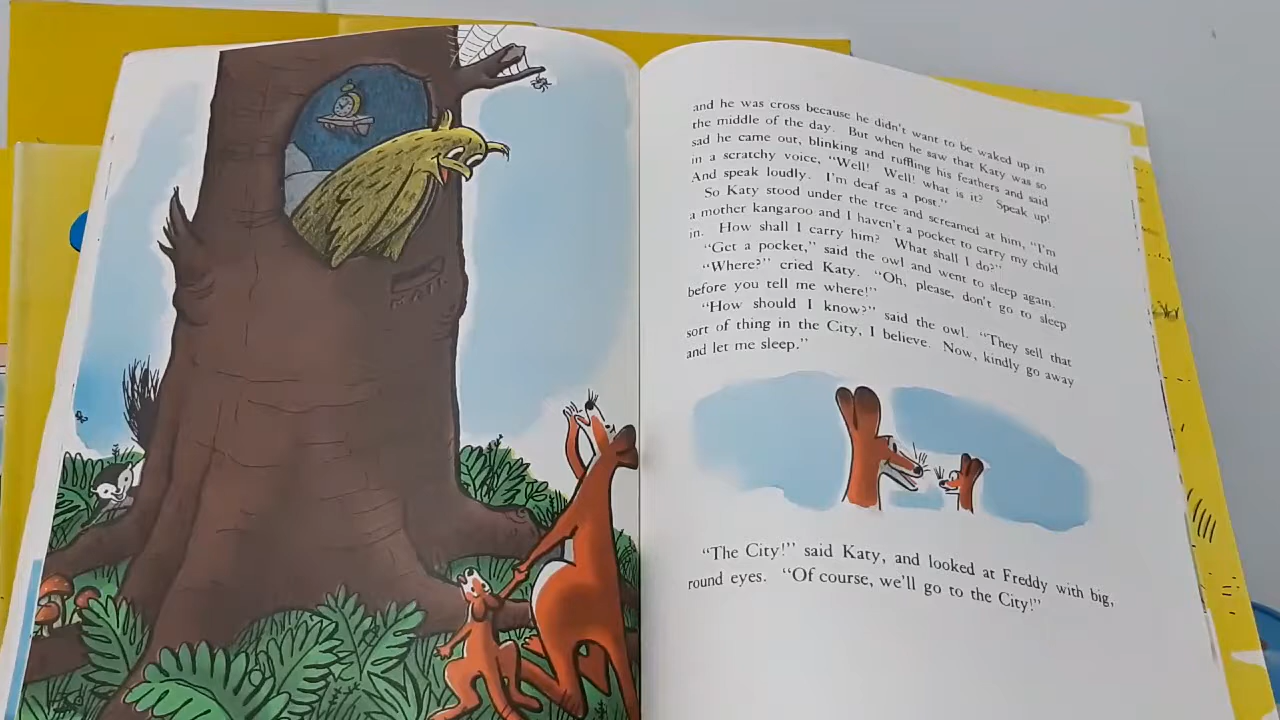 MAIL
and he was cross because he didn't want to be waked up in
the middle of the day. But when he saw that Katy was so
sad he came out, blinking and ruffling his feathers and said
in a scratchy voice, "Well! Well! what is it? Speak up!
And speak loudly. I'm deaf as a post."
So Katy stood under the tree and screamed at him, "I'm
a mother kangaroo and I haven't a pocket to carry my child
in. How shall I carry him? What shall I do?"
"Get a pocket," said the owl and went to sleep again.
"Where?" cried Katy. "Oh, please, don't go to sleep
before you tell me where!"
"How should I know?" said the owl. "They sell that
sort of thing in the City, I believe. Now, kindly go away
and let me sleep."
"The City!" said Katy, and looked at Freddy with big,
round eyes. "Of course, we'll go to the City!"